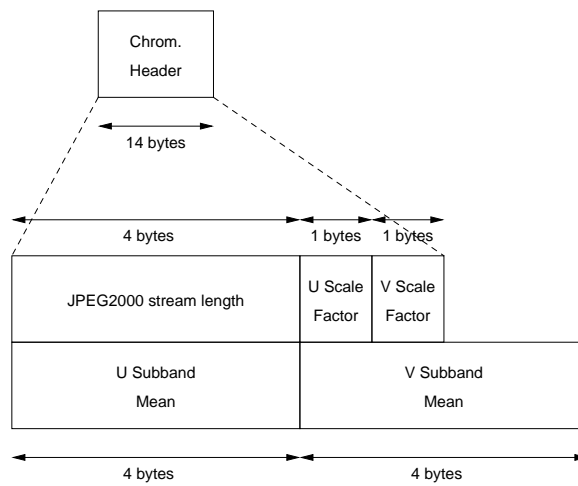 Chrom.
Header
14 bytes
4 bytes
1 bytes
1 bytes
JPEG2000 stream length
U Scale
Factor
V Scale
Factor
U Subband
Mean
V Subband
Mean
4 bytes
4 bytes